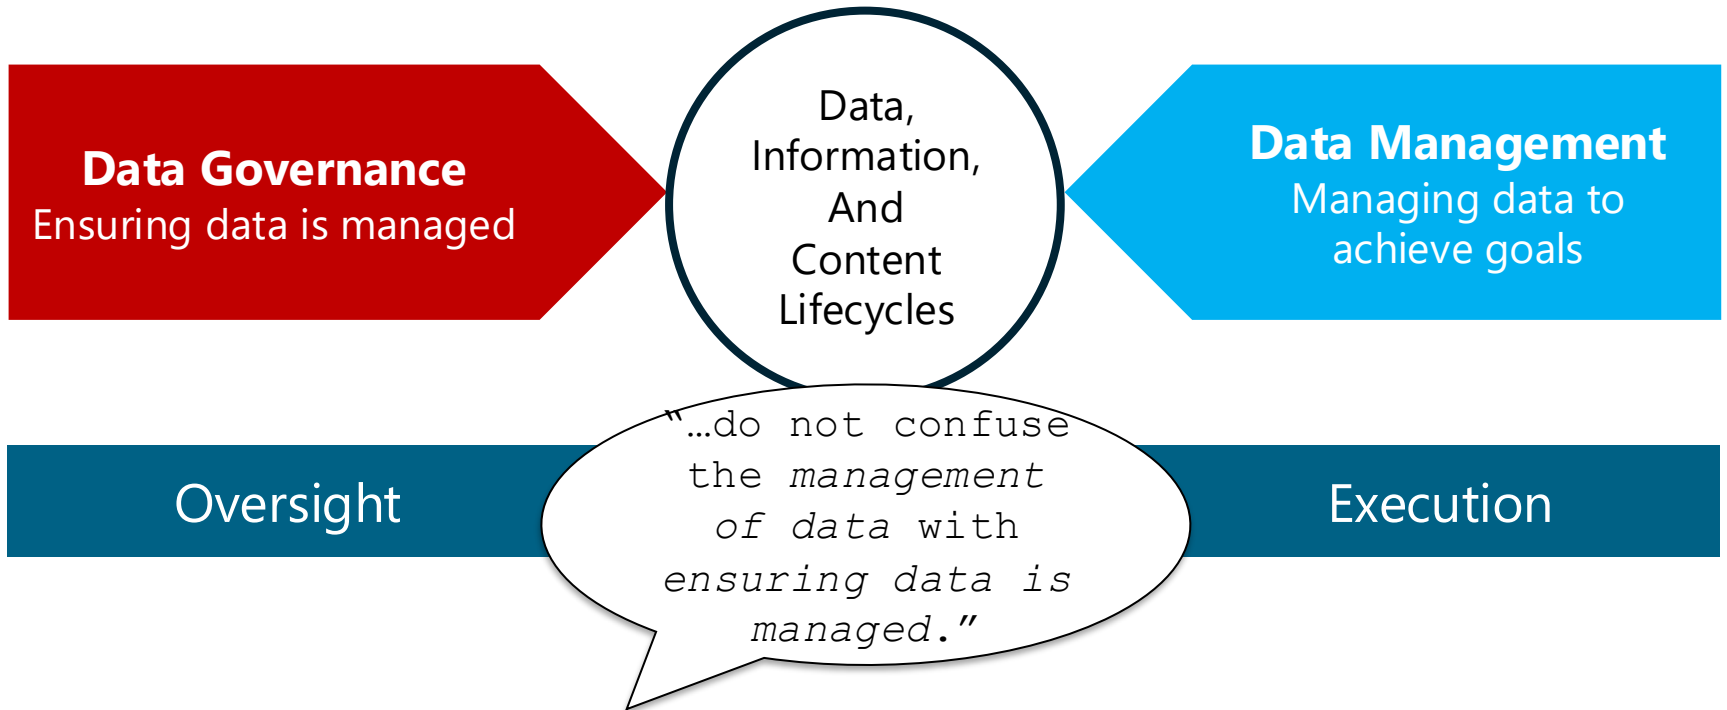 Data Governance
Ensuring data is managed
Data,
Information,
And
Content
Lifecycles
Data Management
Managing data to
achieve goals
Oversight
“…do not confuse
the management
of data with
ensuring data is
managed.”
Execution